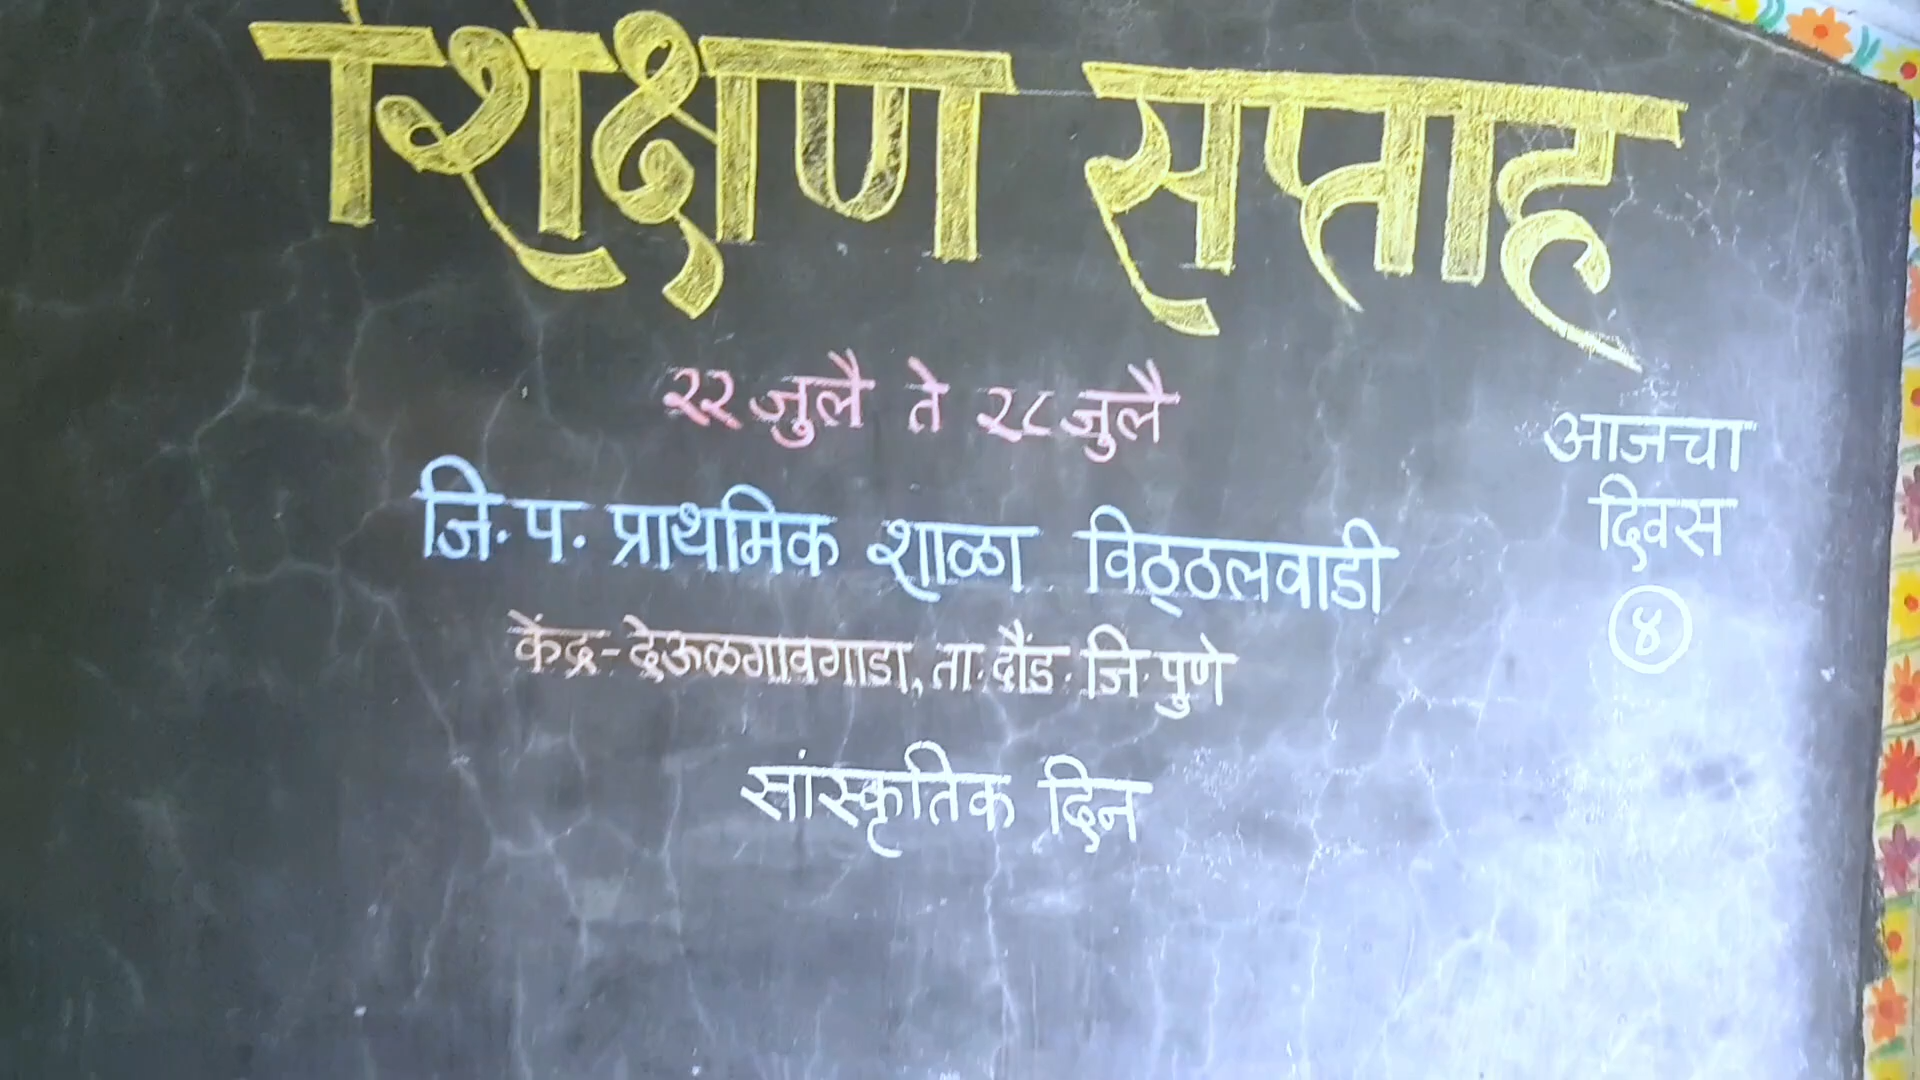 शिक्षण सप्ताह
२२ जुलै ते २८ जुलै
जि. प. प्राथमिक शाळा विठ्ठलवाडी
केंद्र-देऊळगावगाडा, ता. दौंड. जि. पुणे
सांस्कृतिक दिन
आजचा
दिवस
४